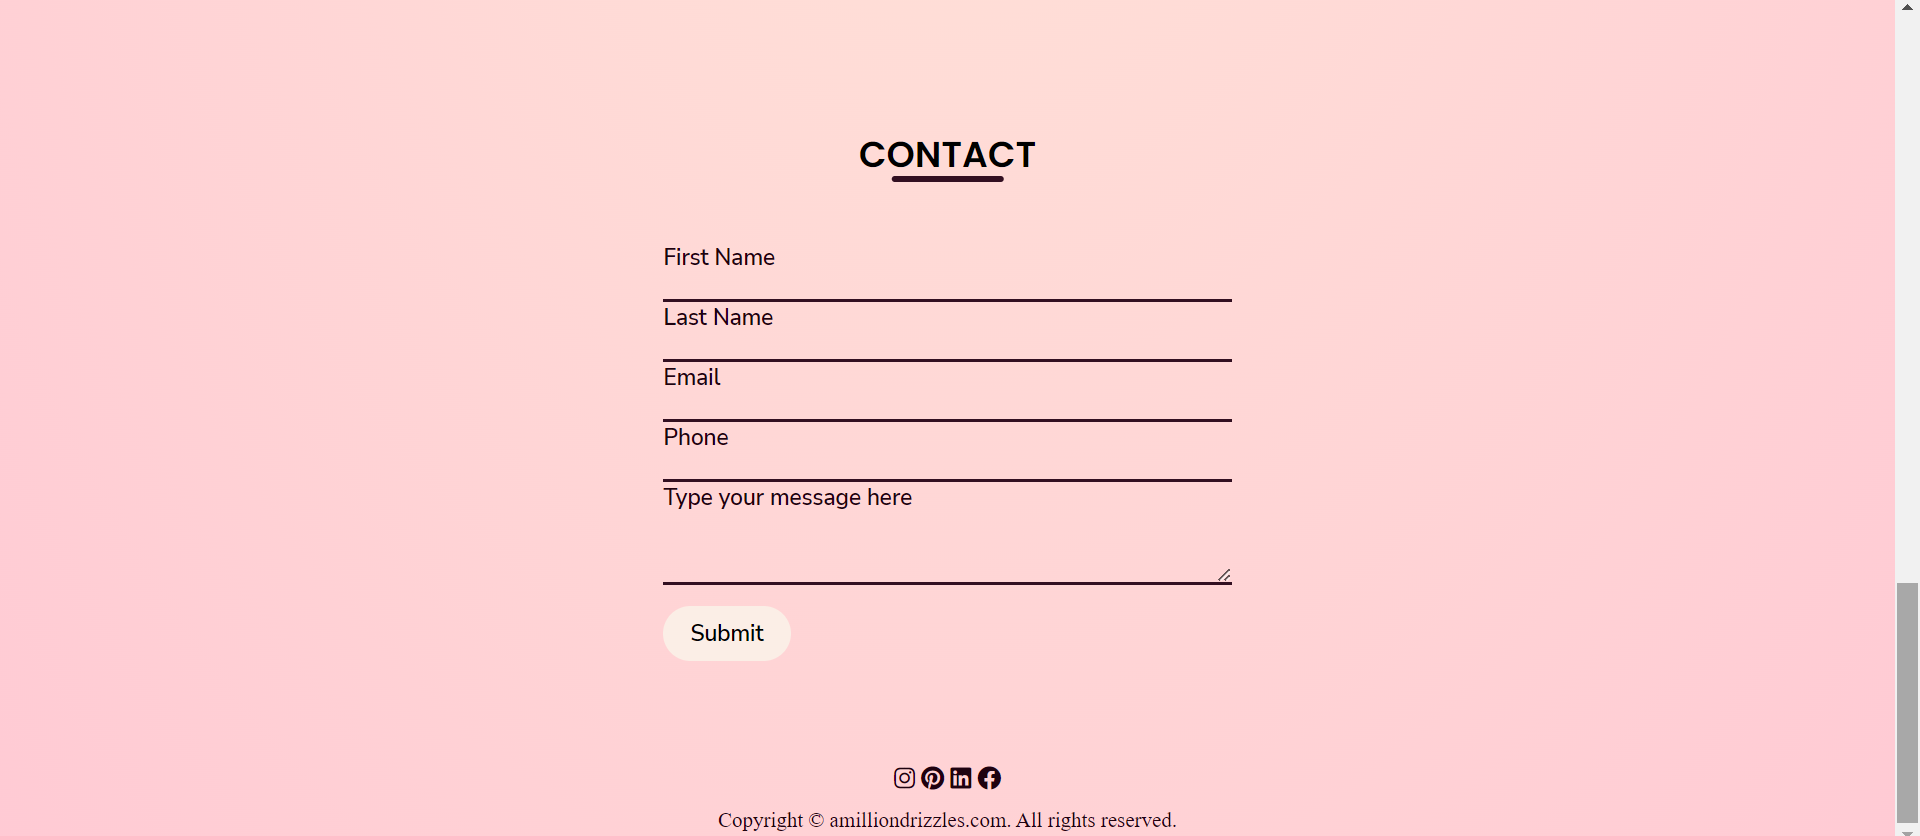 CONTACT
First Name
Last Name
Email
Phone
Type your message here
Submit
Copyright © amilliondrizzles.com. All rights reserved.